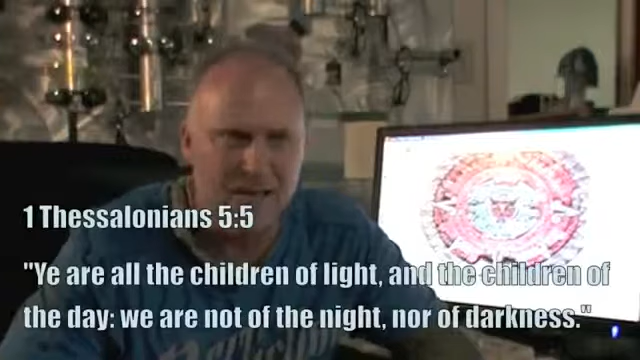 1 Thessalonians 5:5
"Ye are all the children of light, and the children of
the day: we are not of the night, nor of darkness."